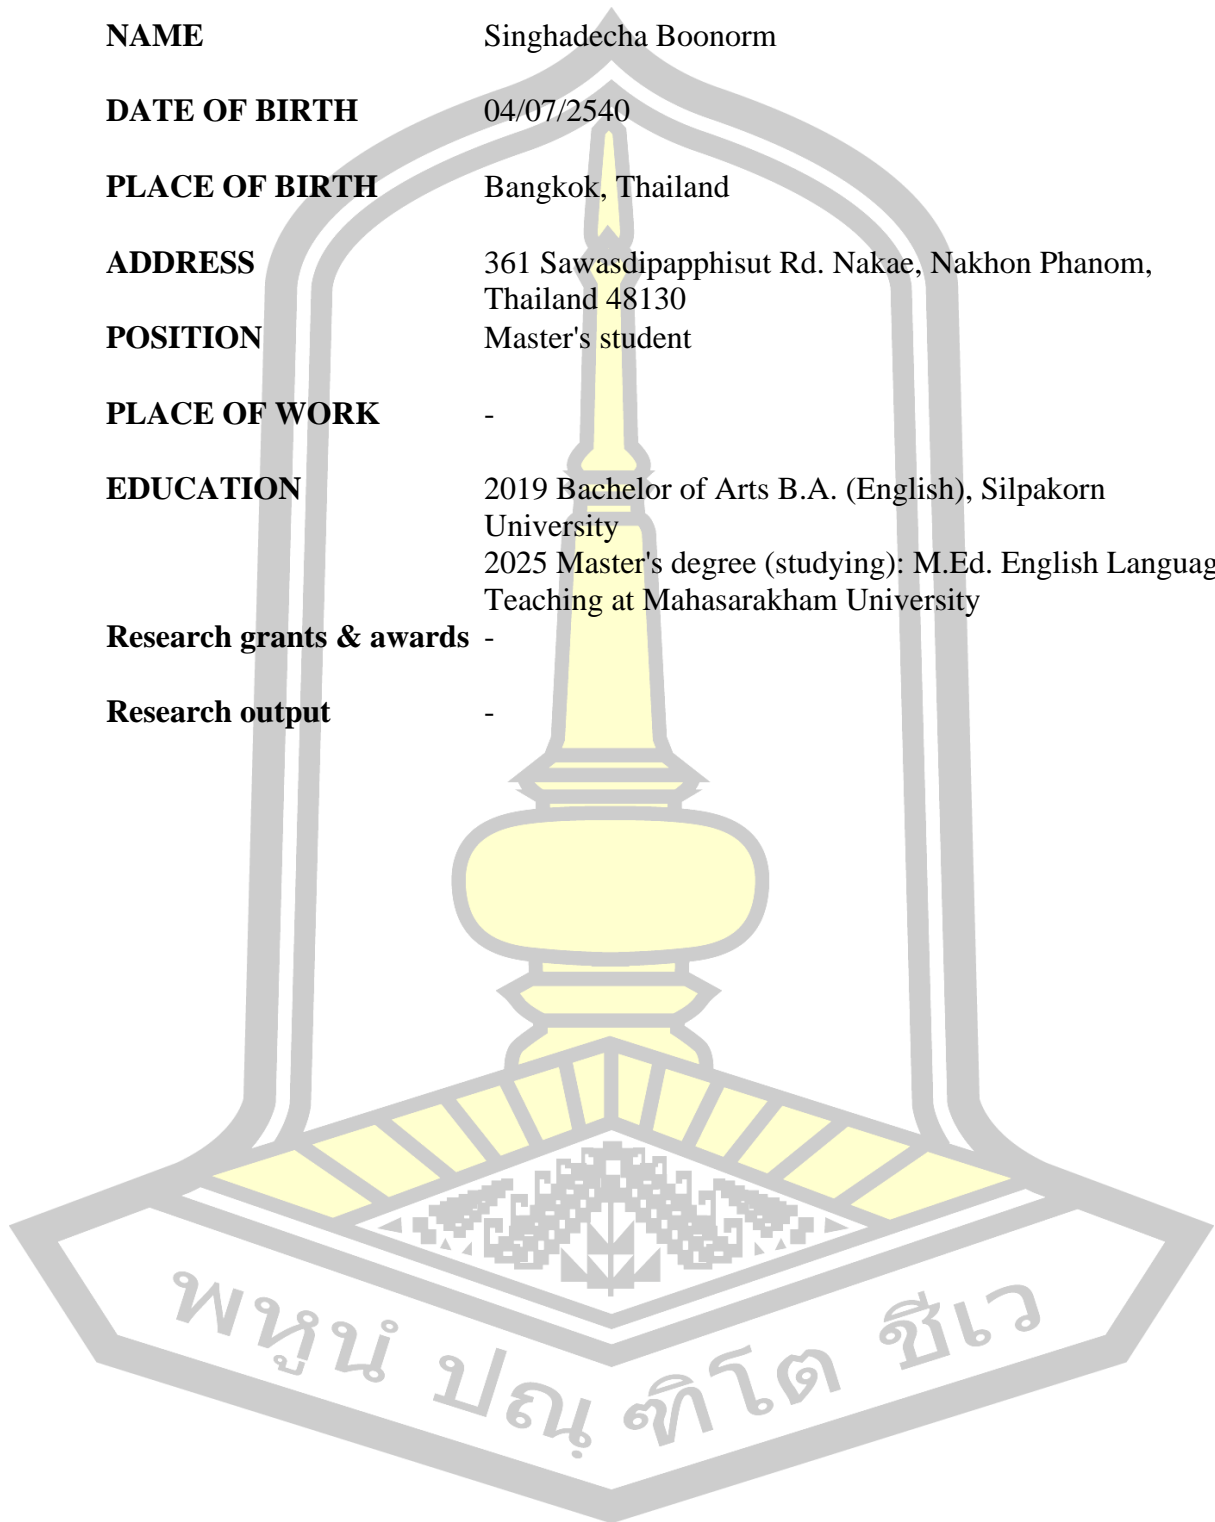 NAME Singhadecha Boonorm
DATE OF BIRTH 04/07/2540
PLACE OF BIRTH Bangkok, Thailand
ADDRESS 361 Sawasdipapphisut Rd. Nakae, Nakhon Phanom,
Thailand 48130
POSITION Master's student
PLACE OF WORK -
EDUCATION 2019 Bachelor of Arts B.A. (English), Silpakorn
University
2025 Master's degree (studying): M.Ed. English Languag
Teaching at Mahasarakham University
Research grants & awards -
Research output -
พหูนํ ปณฺ ฑิโต ชีเว